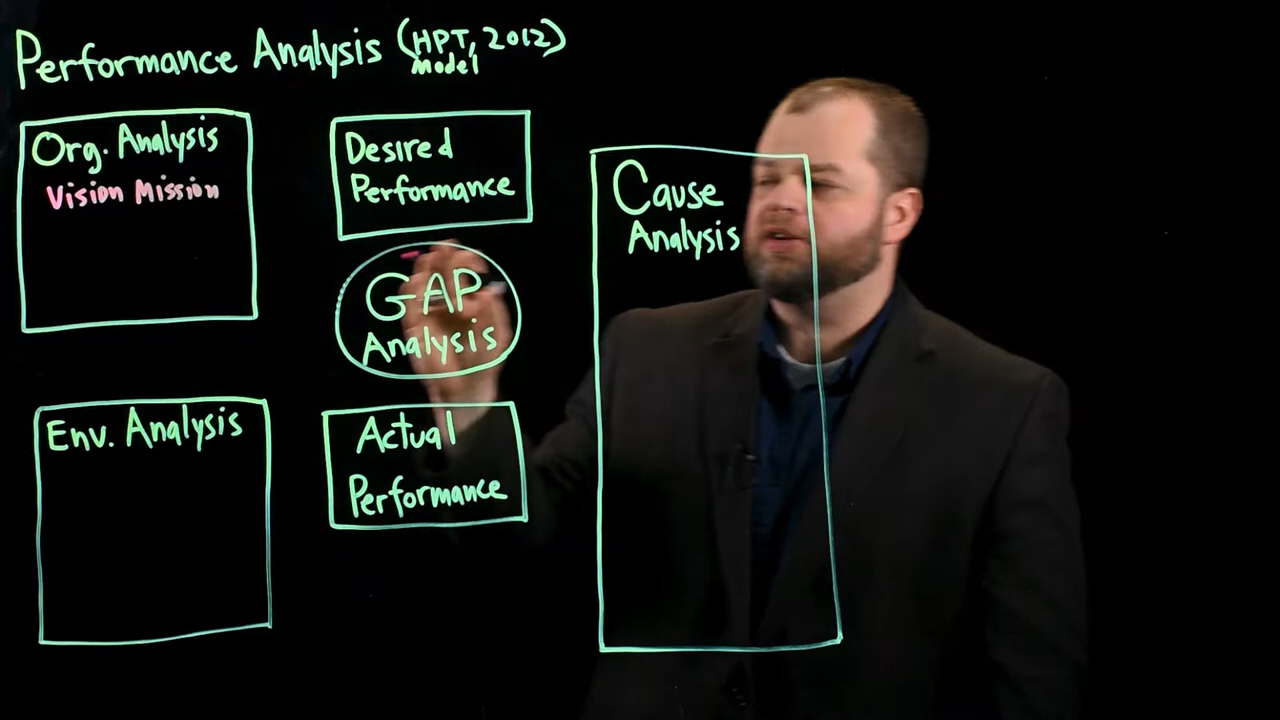 Performance Analysis (HPT, 2012)
Model
Org. Analysis
Vision Mission
Desired
Performance
GAP
Analysis
Cause
Analysis
Env. Analysis
Actual
Performance